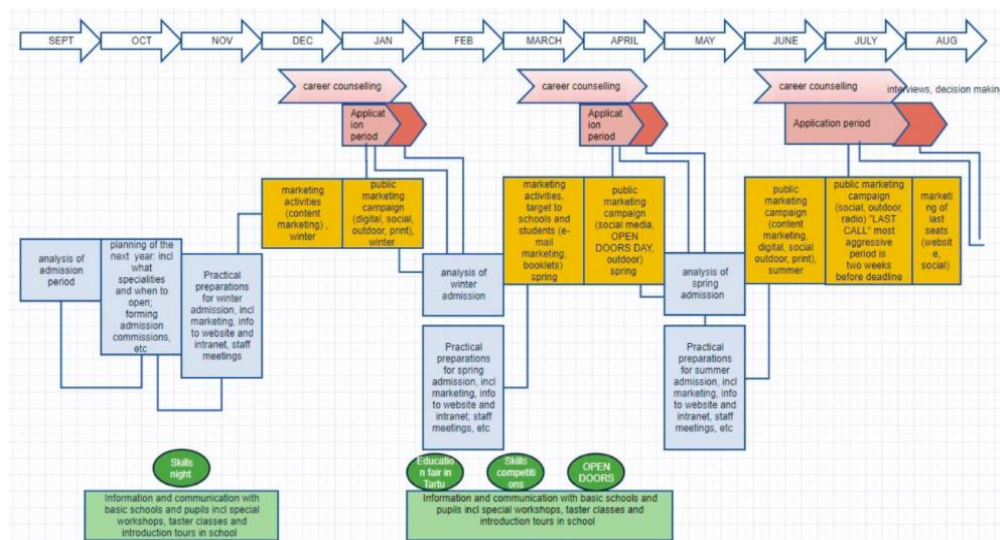 SEPT
OCT
NOV
DEC
JAN
FEB
MARCH
APRIL
MAY
JUNE
JULY
AUG
career counselling
career counselling
career counselling
interviews, decision making
Applicat
ion
period
Applicat
ion
period
Application period
marketing
activities
(content
marketing) ,
winter
public
marketing
campaign
(digital, social,
outdoor, print),
winter
marketing
activities,
target to
schools and
students (e-
mail
marketing,
booklets)
spring
public
marketing
campaign
(social media,
OPEN
DOORS DAY,
outdoor)
spring
public
marketing
campaign
(content
marketing,
digital, social
outdoor, print),
summer
public marketing
campaign
(social, outdoor,
radio) "LAST
CALL" most
aggressive
period is
two weeks
before deadline
marketi
ng of
last
seats
(websit
e,
social)
analysis of
admission
period
planning of the
next year: incl
what
specialities
and when to
open;
forming
admission
commissions,
etc
Practical
preparations
for winter
admission, incl
marketing, info
to website and
intranet, staff
meetings
analysis of
winter
admission
analysis of
spring
admission
Practical
preparations
for spring
admission, incl
marketing, info
to website and
intranet, staff
meetings, etc
Practical
preparations
for summer
admission, incl
marketing, info
to website and
intranet, staff
meetings, etc
Skills
night
Educatio
n fair in
Tartu
Skills
competiti
ons
OPEN
DOORS
Information and communication with
basic schools and pupils incl special
workshops, taster classes and
introduction tours in school
Information and communication with basic schools and
pupils incl special workshops, taster classes and
introduction tours in school